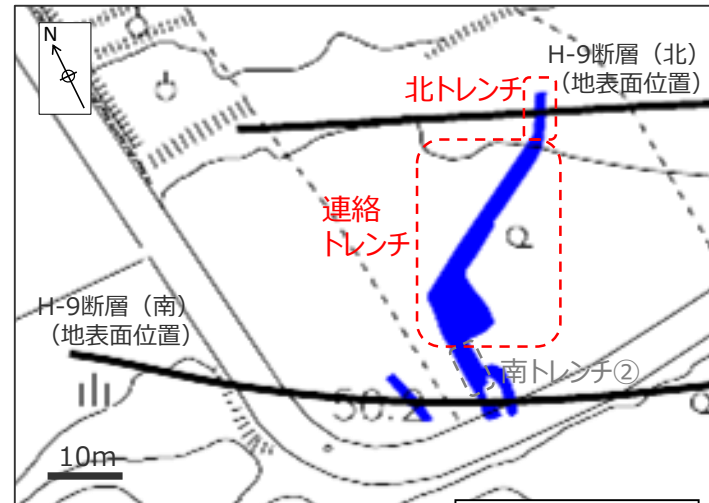 N
H-9断層（北）
（地表面位置）
北トレンチ
連絡
トレンチ
H-9断層（南）
（地表面位置）
南トレンチ②
50.2
10m